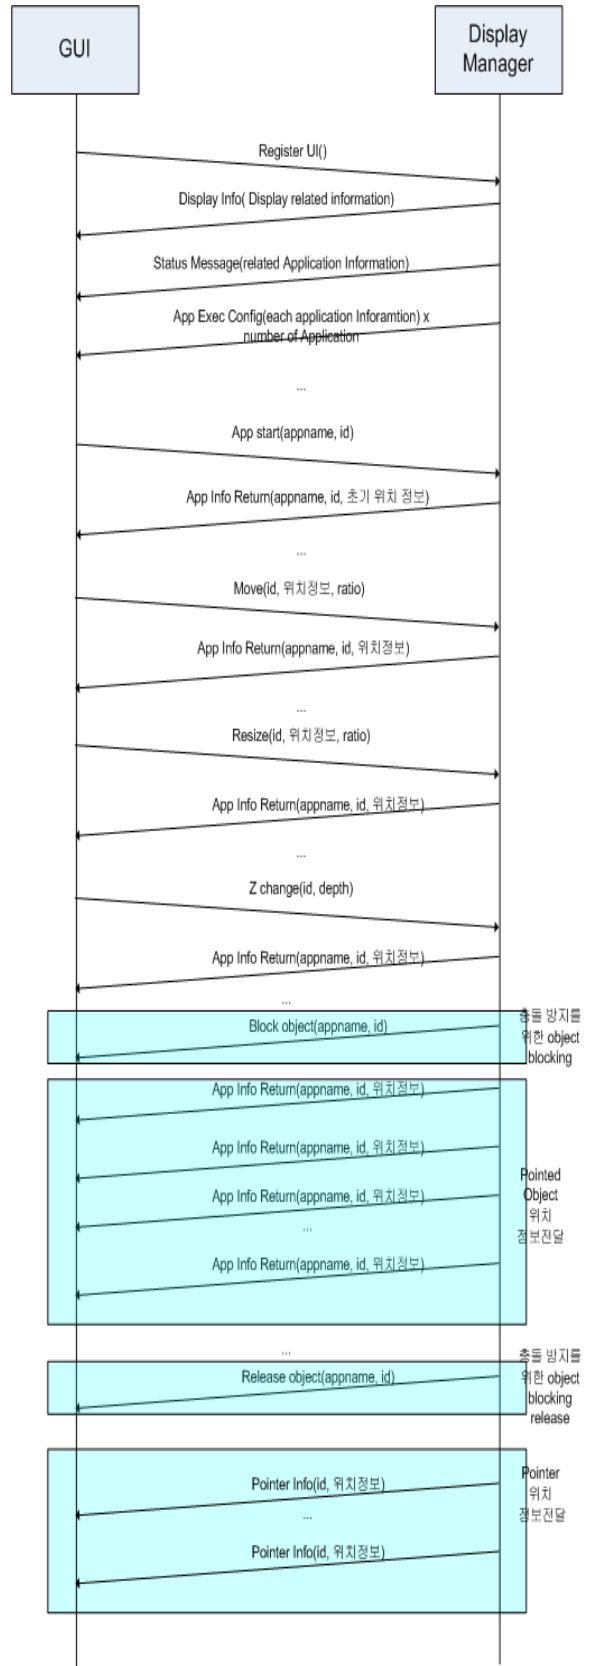 GUI
Display
Manager
Register UI()
Display Info( Display related information)
Status Message(related Application Information)
App Exec Config(each application Inforamtion) x
number of Application
...
App start(appname, id)
App Info Return(appname, id, 초기 위치 정보)
...
Move(id, 위치정보, ratio)
App Info Return(appname, id, 위치정보)
...
Resize(id, 위치정보, ratio)
App Info Return(appname, id, 위치정보)
...
Z change(id, depth)
App Info Return(appname, id, 위치정보)
...
Block object(appname, id)
충돌 방지를
위한 object
blocking
App Info Return(appname, id, 위치정보)
App Info Return(appname, id, 위치정보)
App Info Return(appname, id, 위치정보)
...
App Info Return(appname, id, 위치정보)
Pointed
Object
위치
정보전달
...
Release object(appname, id)
충돌 방지를
위한 object
blocking
release
Pointer Info(id, 위치정보)
...
Pointer Info(id, 위치정보)
Pointer
위치
정보전달